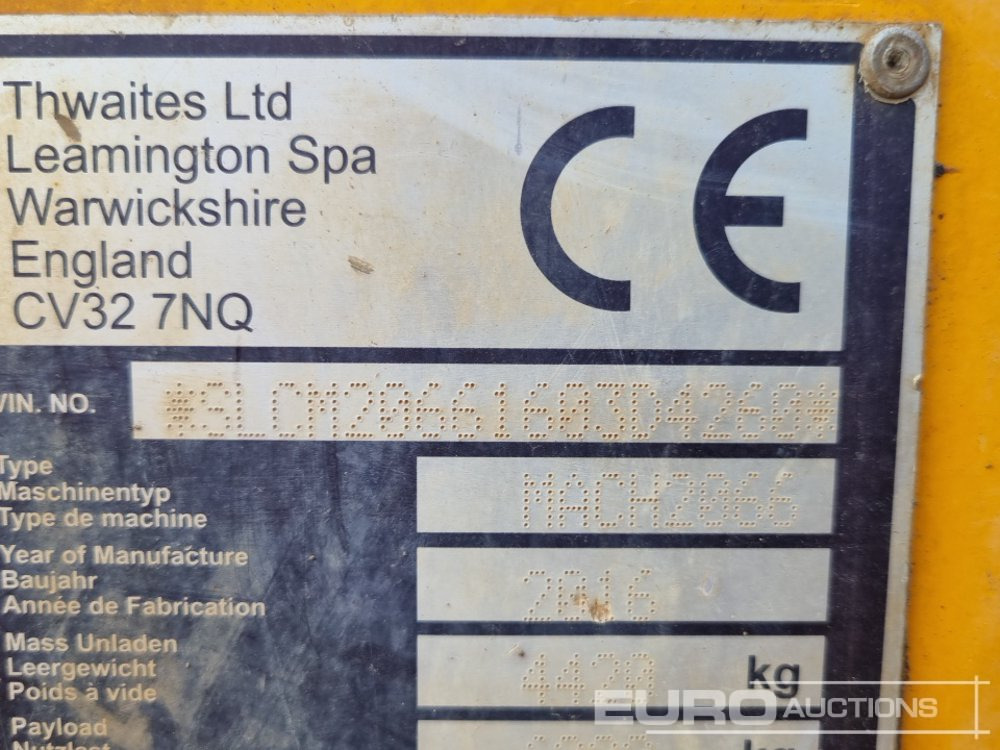 Thwaites Ltd
Leamington Spa
Warwickshire
England
CV32 7NQ
CE
VIN. NO. *SLCM20661603D4260*
Type
Maschinentyp
Type de machine
MACH2066
Year of Manufacture
Baujahr
Année de Fabrication
2016
Mass Unladen
Leergewicht
Poids à vide
4420 kg
Payload
EURO AUCTIONS